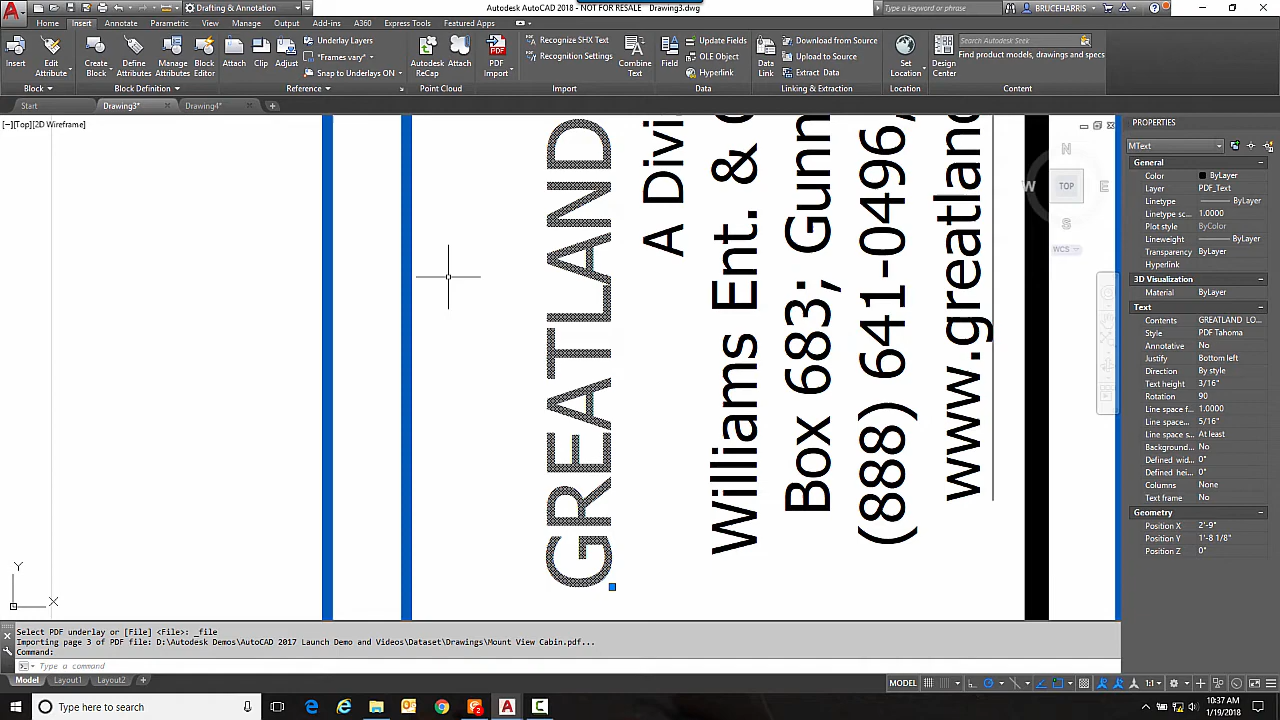 Drafting & Annotation
Autodesk AutoCAD 2018 - NOT FOR RESALE Drawing3.dwg
Type a keyword or phrase
BRUCEHARRIS
Home Insert Annotate Parametric View Manage Output Add-ins A360 Express Tools Featured Apps
Insert
Edit Attribute
Create Block
Define Attributes
Manage Attributes
Block Editor
Attach
Clip
Adjust
Underlay Layers
*Frames vary*
Snap to Underlays ON
Autodesk ReCap
Attach
PDF Import
Recognize SHX Text
Recognition Settings
Combine Text
Field
Update Fields
OLE Object
Hyperlink
Data Link
Download from Source
Upload to Source
Extract Data
Set Location
Design Center
Search Autodesk Seek
Find product models, drawings and specs
Block Block Definition Reference Point Cloud Import Data Linking & Extraction Location Content
Start Drawing3* Drawing4*
[−][Top][2D Wireframe]
GREATLAND
A Divi
Williams Ent. &
Box 683; Gunn
(888) 641-0496,
www.greatland
N
W TOP E
S
WCS
Y
X
PROPERTIES
MText
General
Color ByLayer
Layer PDF_Text
Linetype ByLayer
Linetype sc... 1.0000
Plot style ByColor
Lineweight ByLayer
Transparency ByLayer
Hyperlink
3D Visualization
Material ByLayer
Text
Contents GREATLAND LO...
Style PDF Tahoma
Annotative No
Justify Bottom left
Direction By style
Text height 3/16"
Rotation 90
Line space f... 1.0000
Line space s... 5/16"
Line space s... At least
Background... No
Defined wid... 0"
Defined hei... 0"
Columns None
Text frame No
Geometry
Position X 2'-9"
Position Y 1'-8 1/8"
Position Z 0"
Select PDF underlay or [File] <File>: _file
Importing page 3 of PDF file: D:\Autodesk Demos\AutoCAD 2017 Launch Demo and Videos\Dataset\Drawings\Mount View Cabin.pdf...
Command:
Type a command
Model Layout1 Layout2
MODEL
1:1
Type here to search
10:37 AM
1/19/2018